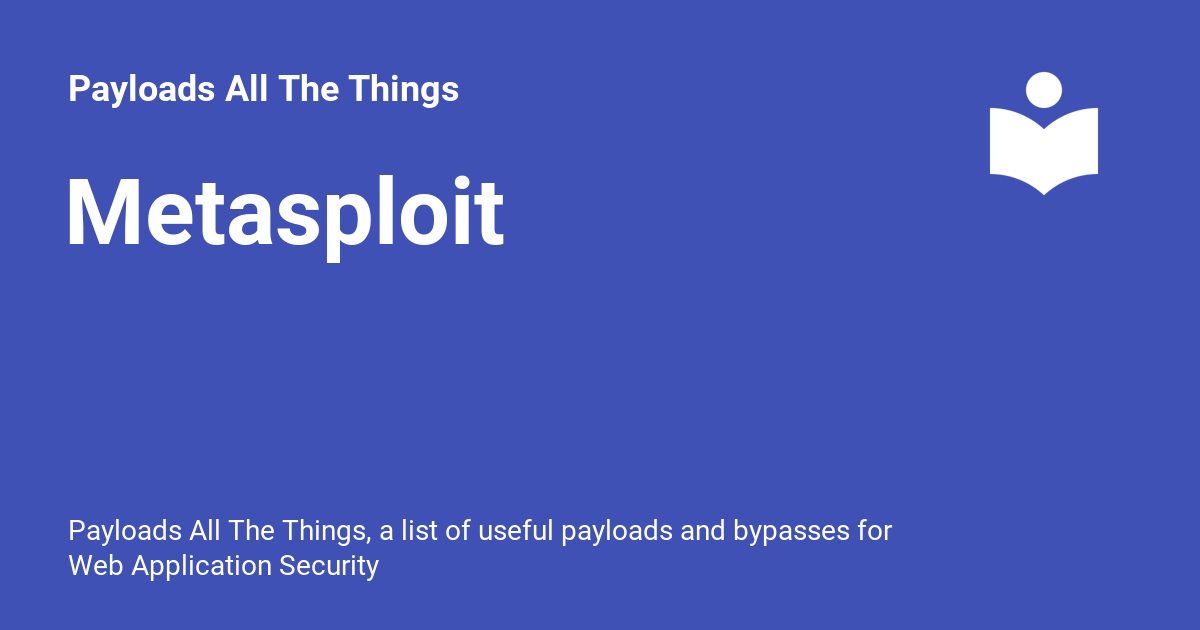 Payloads All The Things
Metasploit
Payloads All The Things, a list of useful payloads and bypasses for
Web Application Security